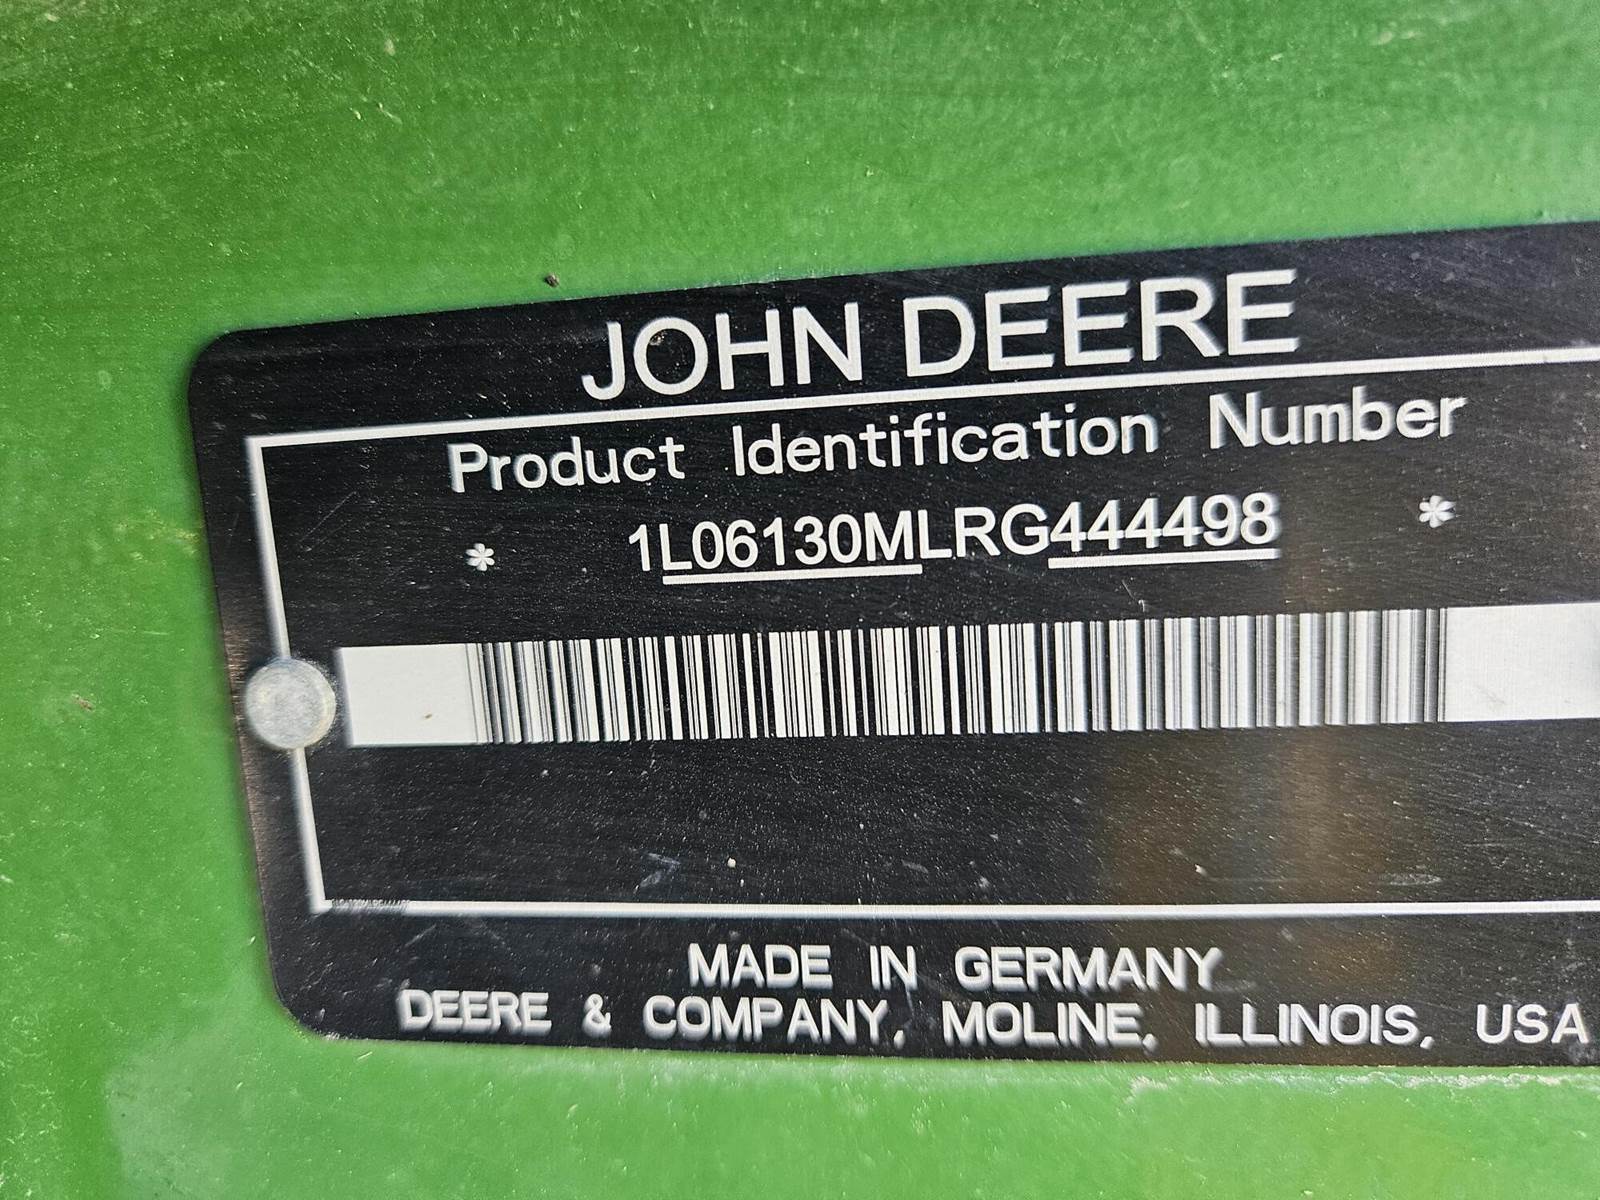 JOHN DEERE
Product Identification Number
* 1L06130MLRG444498 *
MADE IN GERMANY
DEERE & COMPANY, MOLINE, ILLINOIS, USA